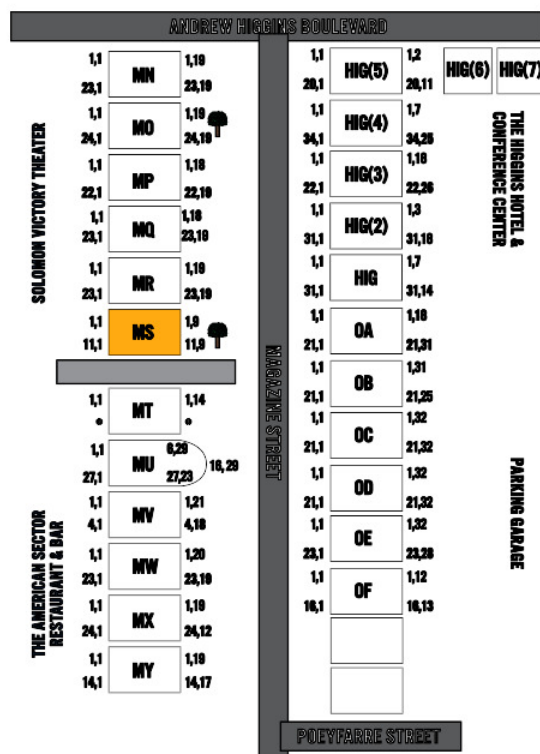 ANDREW HIGGINS BOULEVARD
1,1 MN 1,19
23,1 23,19
1,1 MO 1,19
24,1 24,19
1,1 MP 1,18
22,1 22,19
1,1 MQ 1,18
23,1 23,19
1,1 MR 1,19
23,1 23,19
1,1 MS 1,9
11,1 11,9
1,1 MT 1,14
1,1 MU 6,29
27,1 27,23 16,29
1,1 MV 1,21
4,1 4,18
1,1 MW 1,20
23,1 23,19
1,1 MX 1,19
24,1 24,12
1,1 MY 1,19
14,1 14,17
SOLOMON VICTORY THEATER
THE AMERICAN SECTOR
RESTAURANT & BAR
MAGAZINE STREET
1,1 HIG(5) 1,2
20,1 20,11
HIG(6) HIG(7)
1,1 HIG(4) 1,7
34,1 34,25
1,1 HIG(3) 1,18
22,1 22,26
1,1 HIG(2) 1,3
31,1 31,16
1,1 HIG 1,7
31,1 31,14
1,1 OA 1,18
21,1 21,31
1,1 OB 1,31
21,1 21,25
1,1 OC 1,32
21,1 21,32
1,1 OD 1,32
21,1 21,32
1,1 OE 1,32
23,1 23,28
1,1 OF 1,12
16,1 16,13
THE HIGGINS HOTEL &
CONFERENCE CENTER
PARKING GARAGE
POEYFARRE STREET